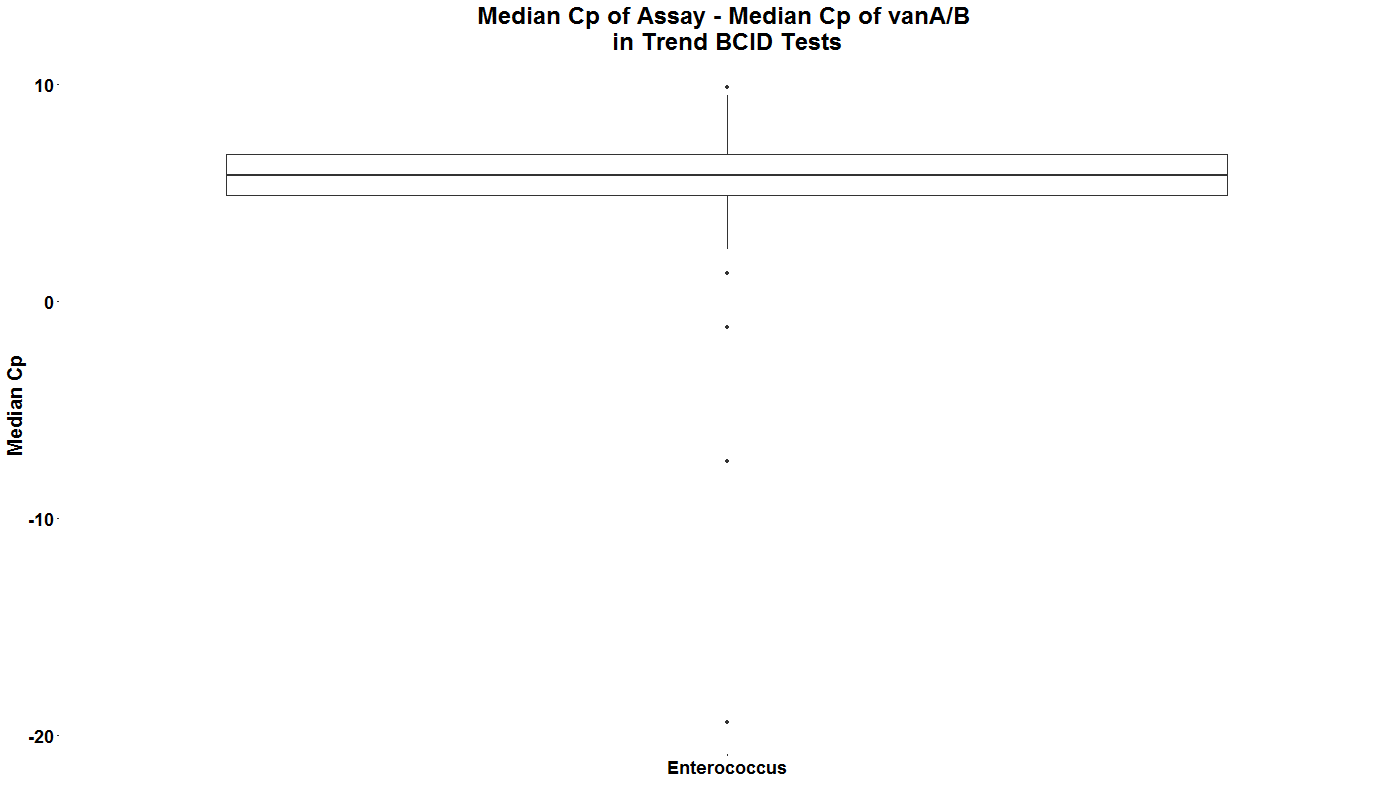 Median Cp of Assay - Median Cp of vanA/B
in Trend BCID Tests
10
0
Median Cp
-10
-20
Enterococcus